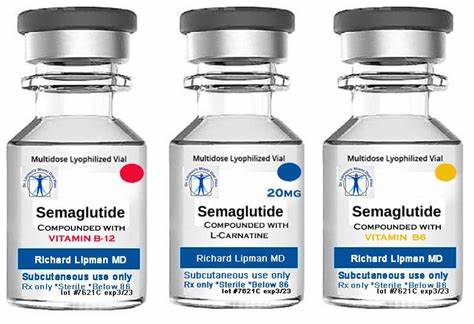 Multidose Lyophilized Vial
Semaglutide
COMPOUNDED WITH
VITAMIN B-12
Richard Lipman MD
Subcutaneous use only
Rx only *Sterile *Below 86
lot #7621C exp3/23
Multidose Lyophilized Vial
20MG
Semaglutide
COMPOUNDED WITH
L-CARNATINE
Richard Lipman MD
Subcutaneous use only
Rx only *Sterile *Below 86
lot #7621C exp3/23
Multidose Lyophilized Vial
Semaglutide
COMPOUNDED WITH
VITAMIN B6
Richard Lipman MD
Subcutaneous use only
Rx only *Sterile *Below 86
lot #7621C exp3/23